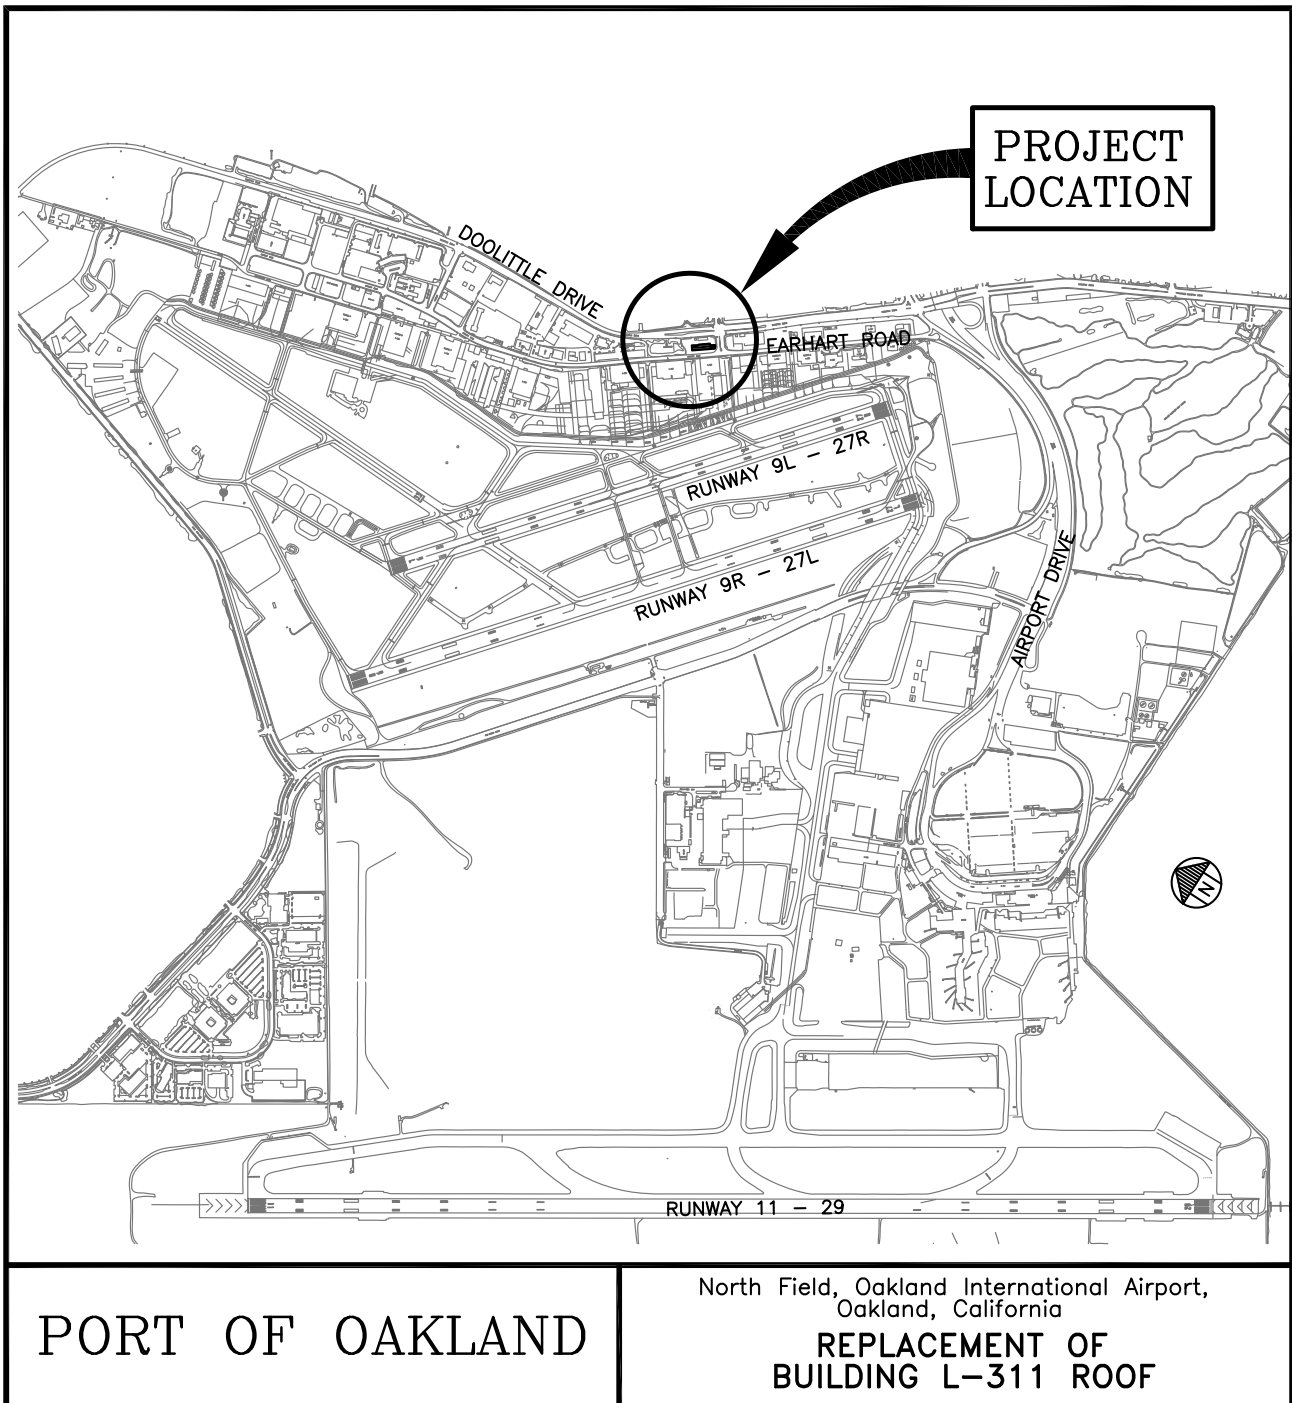 PROJECT
LOCATION
DOOLITTLE DRIVE
EARHART ROAD
RUNWAY 9L – 27R
RUNWAY 9R – 27L
AIRPORT DRIVE
N
RUNWAY 11 – 29
PORT OF OAKLAND
North Field, Oakland International Airport,
Oakland, California
REPLACEMENT OF
BUILDING L–311 ROOF